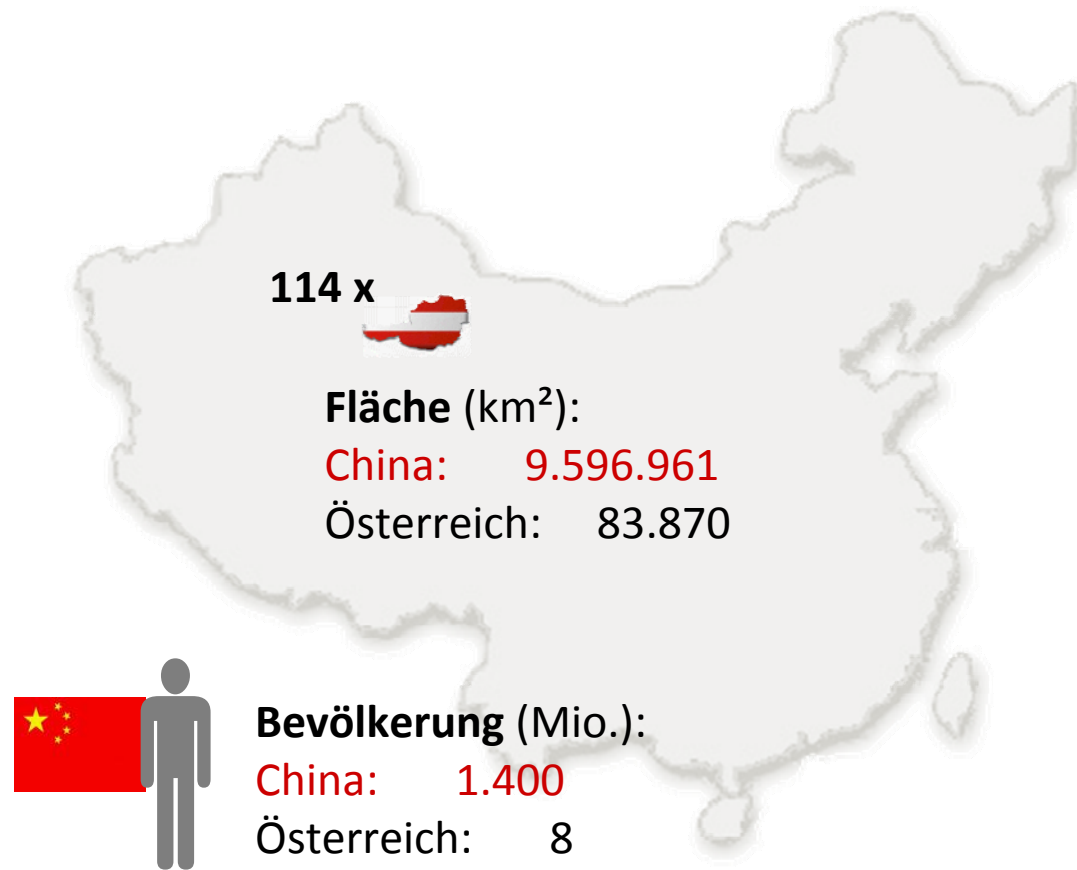 114 x
Fläche (km²):
China: 9.596.961
Österreich: 83.870
Bevölkerung (Mio.):
China: 1.400
Österreich: 8